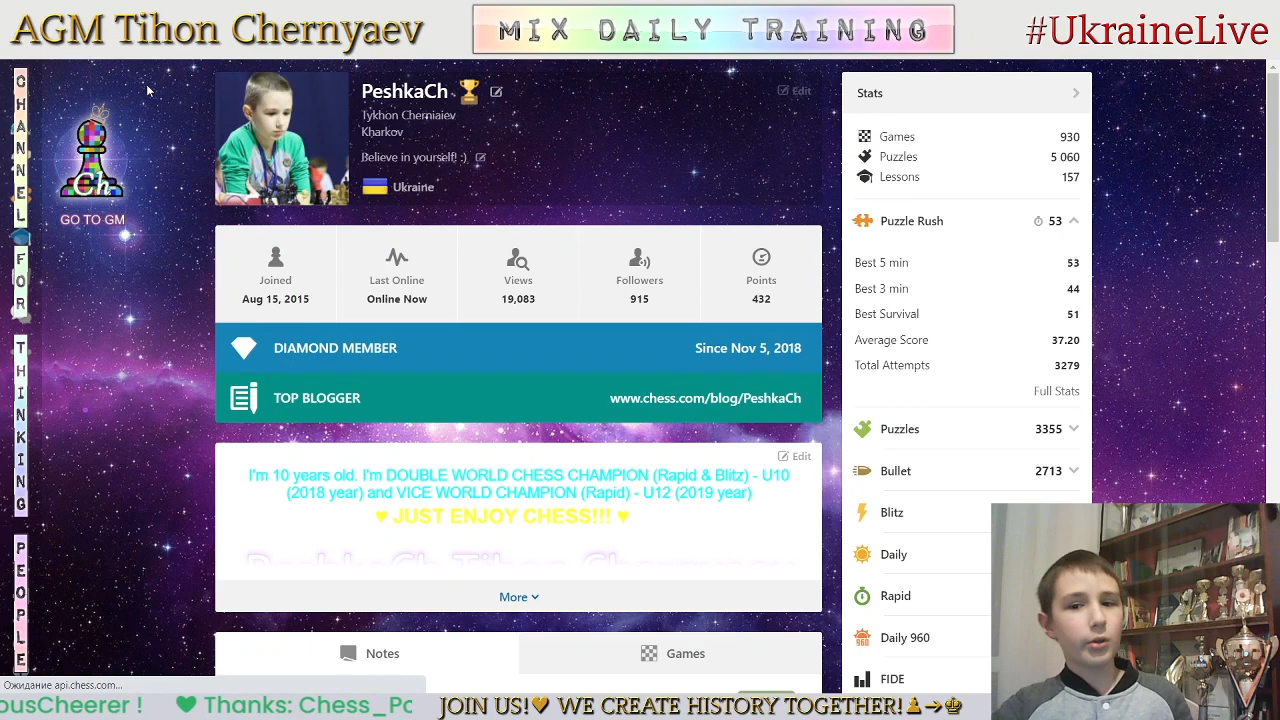 AGM Tihon Chernyaev
MIX DAILY TRAINING
#UkraineLive
CHANNEL FOR THINKING PEOPLE
Ch
GO TO GM
PeshkaCh
Edit
Tykhon Cherniaiev
Kharkov
Believe in yourself! :)
Ukraine
Joined
Aug 15, 2015
Last Online
Online Now
Views
19,083
Followers
915
Points
432
DIAMOND MEMBER
Since Nov 5, 2018
TOP BLOGGER
www.chess.com/blog/PeshkaCh
Edit
I'm 10 years old. I'm DOUBLE WORLD CHESS CHAMPION (Rapid & Blitz) - U10
(2018 year) and VICE WORLD CHAMPION (Rapid) - U12 (2019 year)
♥ JUST ENJOY CHESS!!! ♥
More
Notes
Games
Stats
Games 930
Puzzles 5 060
Lessons 157
Puzzle Rush 53
Best 5 min 53
Best 3 min 44
Best Survival 51
Average Score 37.20
Total Attempts 3279
Full Stats
Puzzles 3355
Bullet 2713
Blitz
Daily
Rapid
Daily 960
960
FIDE
Ожидание api.chess.com...
ousCheerer ! ♥ Thanks: Chess_
JOIN US!♥ WE CREATE HISTORY TOGETHER!♙→♔